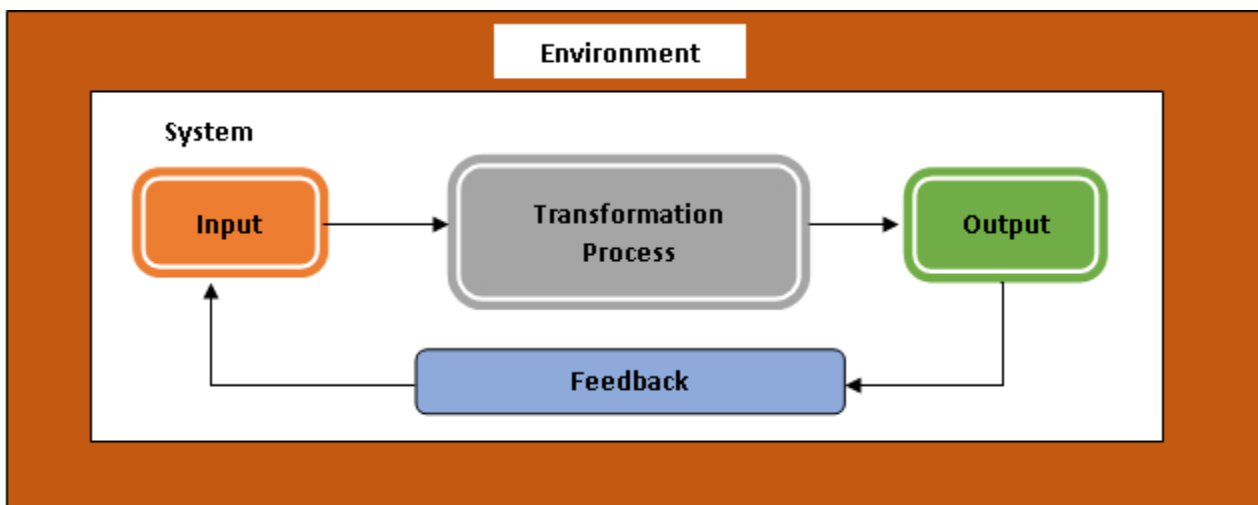 Environment
System
Input
Transformation
Process
Output
Feedback